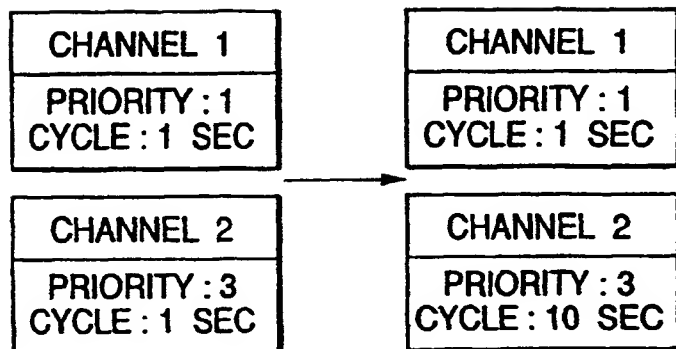 CHANNEL 1
PRIORITY : 1
CYCLE : 1 SEC
CHANNEL 2
PRIORITY : 3
CYCLE : 1 SEC
CHANNEL 1
PRIORITY : 1
CYCLE : 1 SEC
CHANNEL 2
PRIORITY : 3
CYCLE : 10 SEC